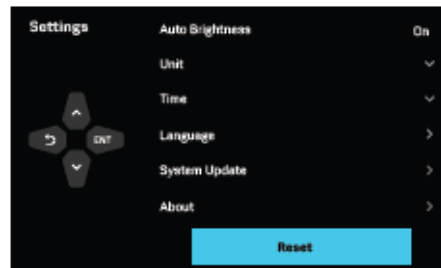 Settings
Auto Brightness On
Unit
Time
ENT
Language
System Update
About
Reset